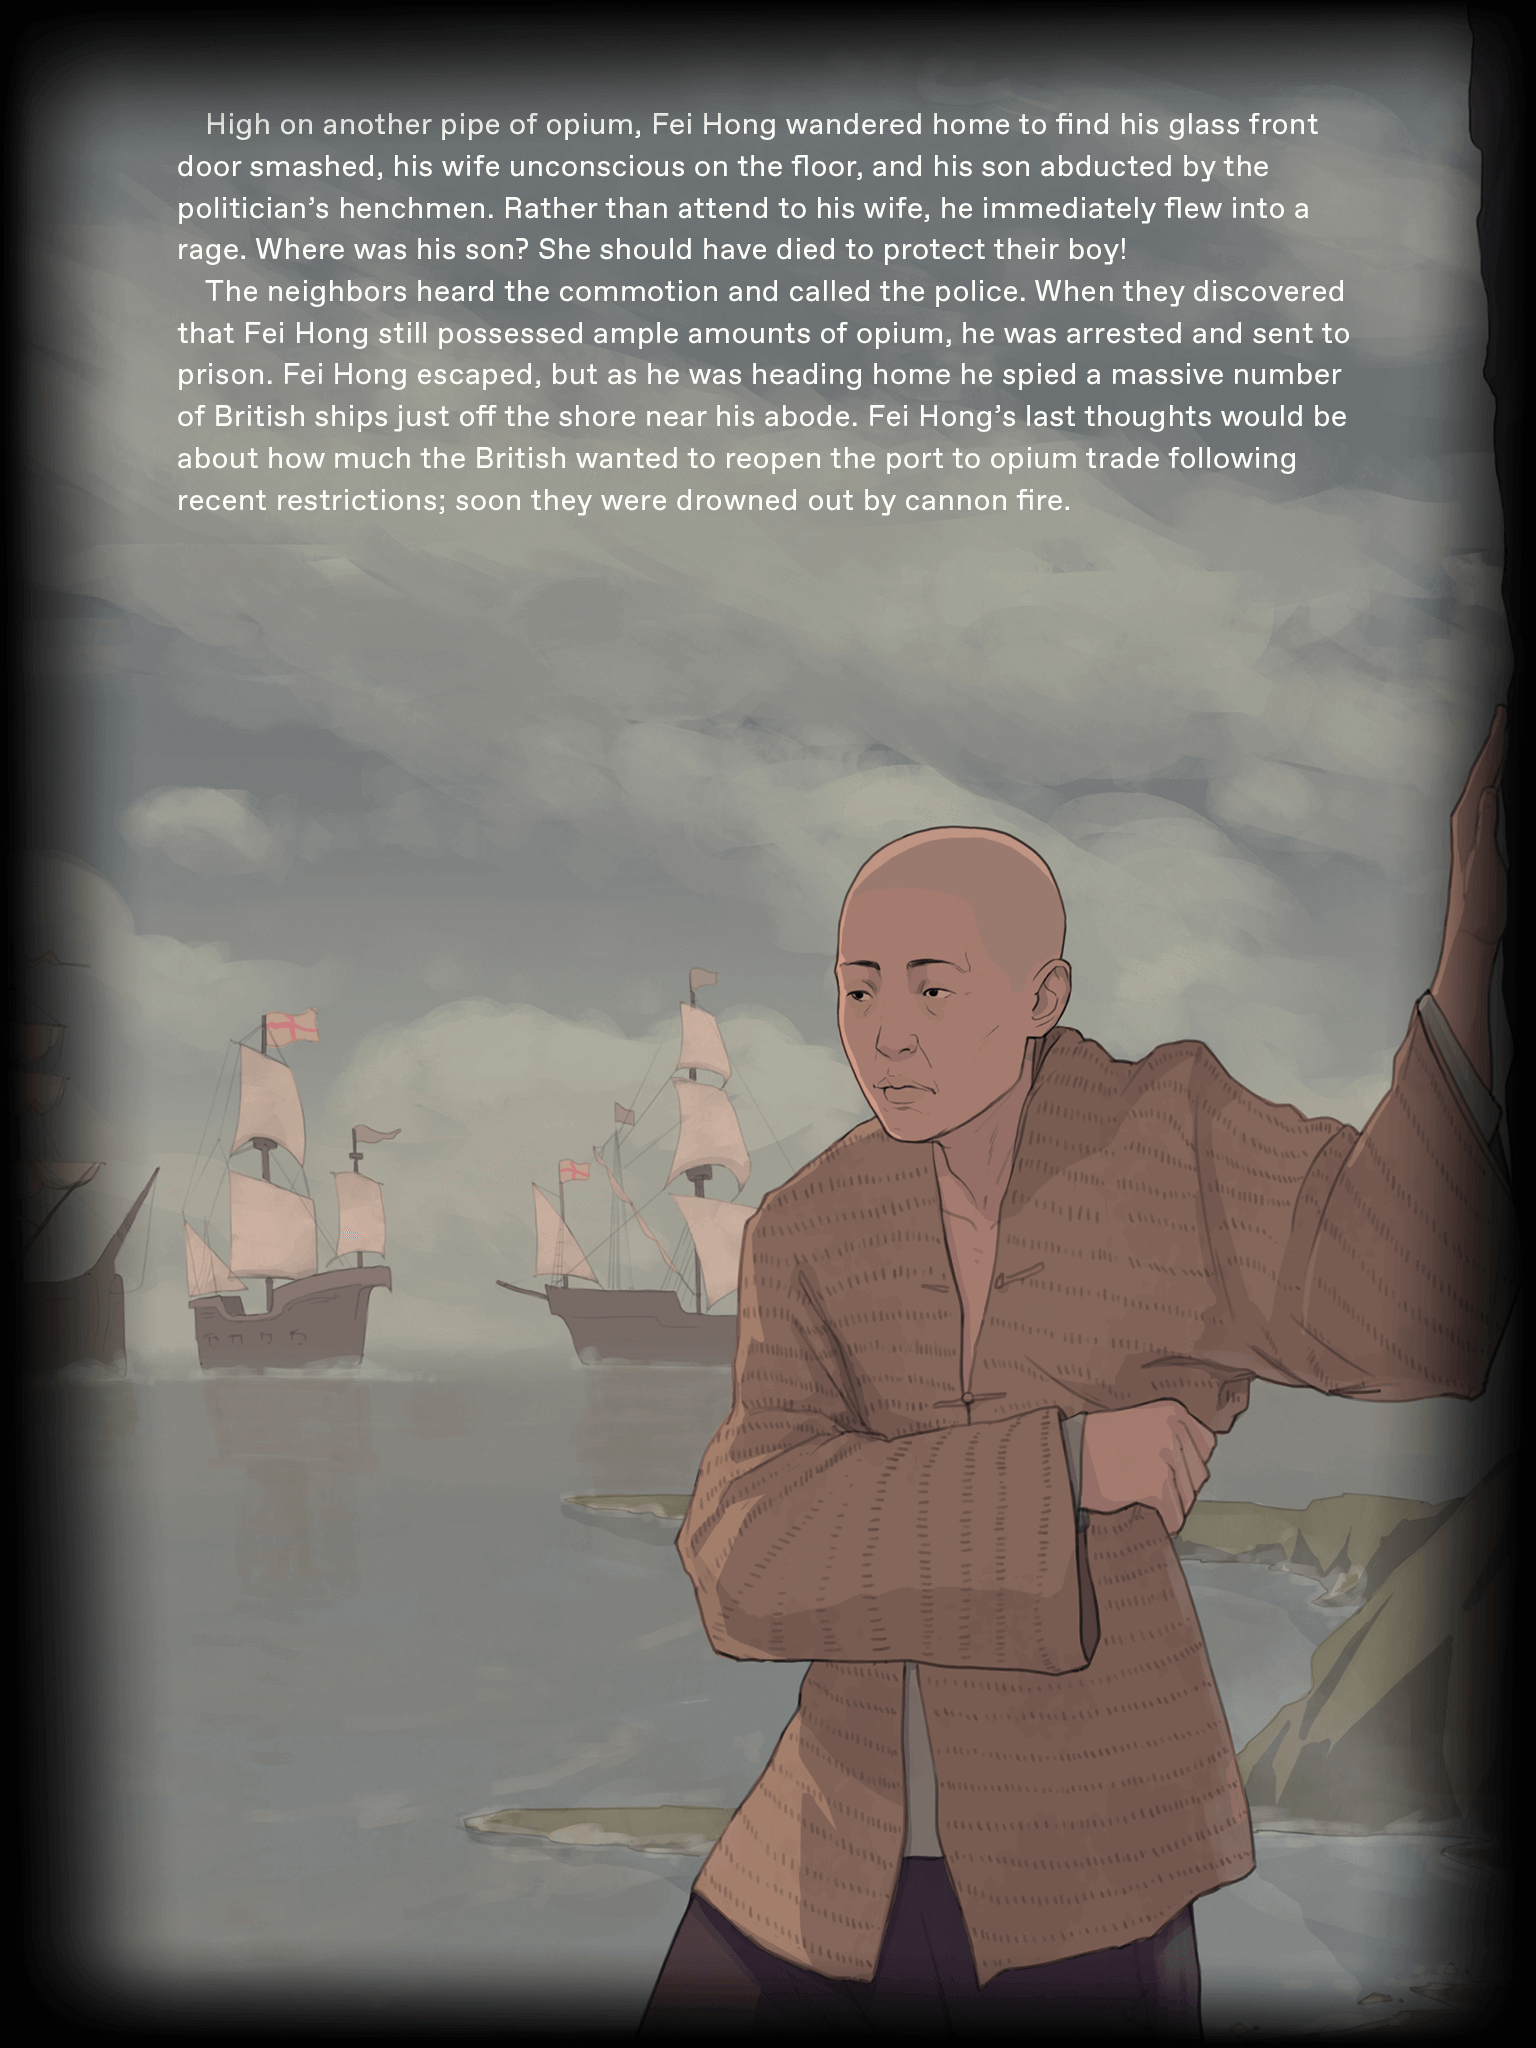 High on another pipe of opium, Fei Hong wandered home to find his glass front
door smashed, his wife unconscious on the floor, and his son abducted by the
politician’s henchmen. Rather than attend to his wife, he immediately flew into a
rage. Where was his son? She should have died to protect their boy!
The neighbors heard the commotion and called the police. When they discovered
that Fei Hong still possessed ample amounts of opium, he was arrested and sent to
prison. Fei Hong escaped, but as he was heading home he spied a massive number
of British ships just off the shore near his abode. Fei Hong’s last thoughts would be
about how much the British wanted to reopen the port to opium trade following
recent restrictions; soon they were drowned out by cannon fire.